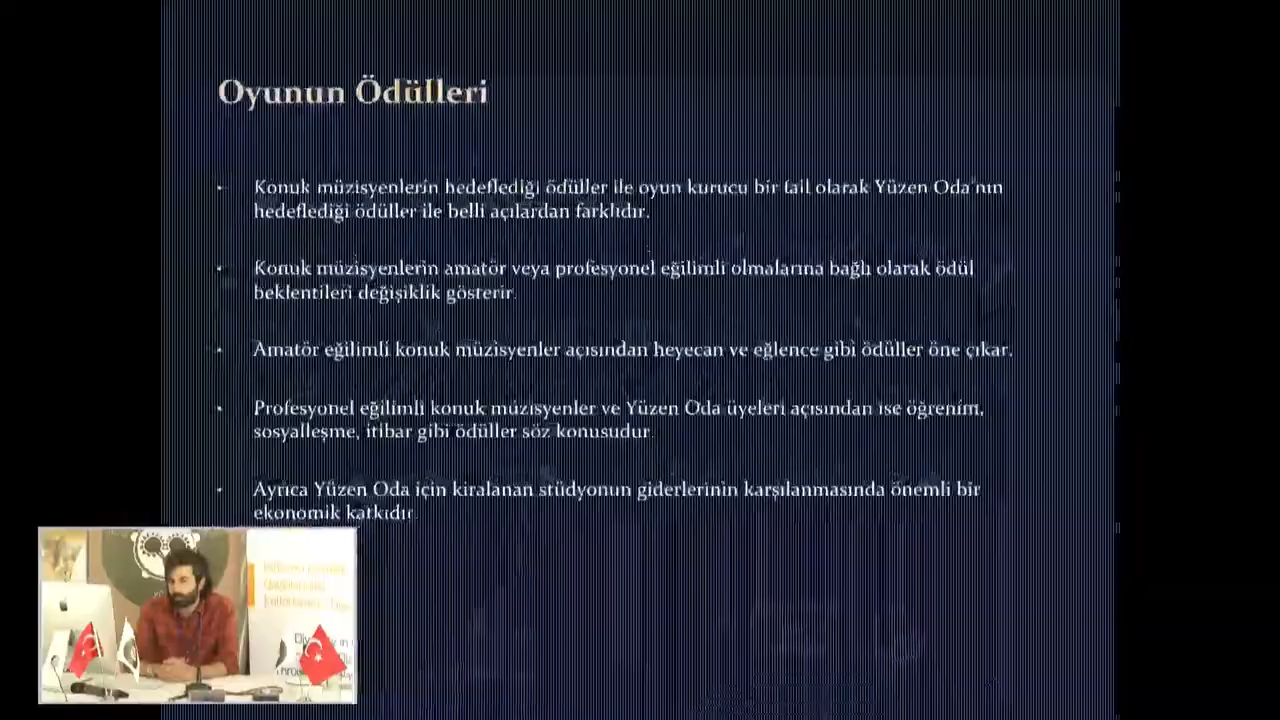 Oyunun Ödülleri
• Konuk müzisyenlerin hedeflediği ödüller ile oyun kurucu bir fail olarak Yüzen Oda'nın
hedeflediği ödüller ile belli açılardan farklıdır.
• Konuk müzisyenlerin amatör veya profesyonel eğilimli olmalarına bağlı olarak ödül
beklentileri değişiklik gösterir.
• Amatör eğilimli konuk müzisyenler açısından heyecan ve eğlence gibi ödüller öne çıkar.
• Profesyonel eğilimli konuk müzisyenler ve Yüzen Oda üyeleri açısından ise öğrenim,
sosyalleşme, itibar gibi ödüller söz konusudur.
• Ayrıca Yüzen Oda için kiralanan stüdyonun giderlerinin karşılanmasında önemli bir
ekonomik katkıdır.